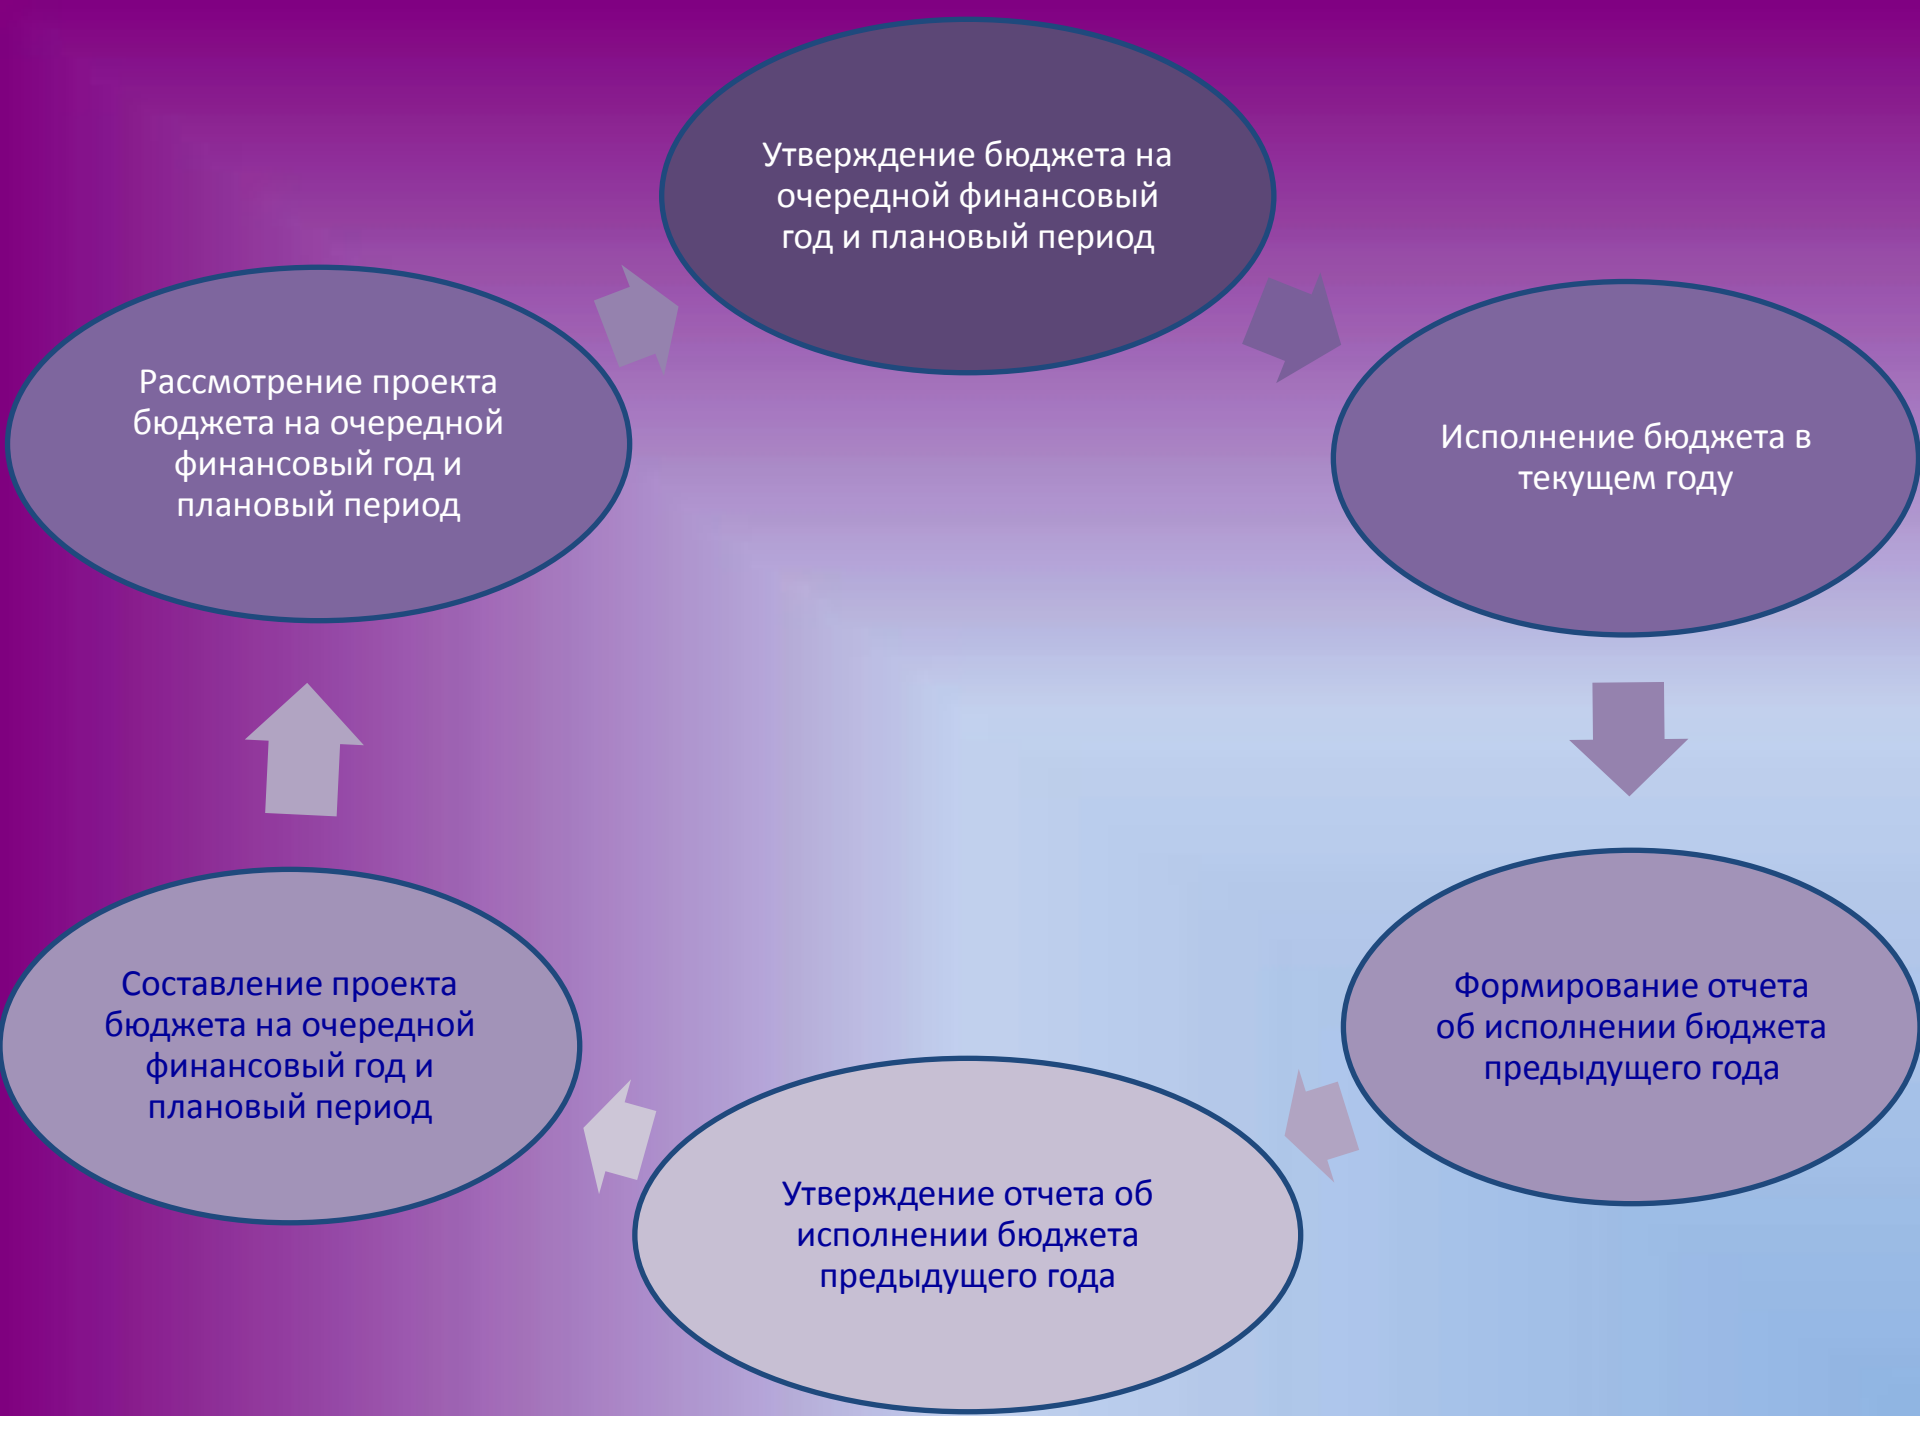 Утверждение бюджета на
очередной финансовый
год и плановый период
Исполнение бюджета в
текущем году
Формирование отчета
об исполнении бюджета
предыдущего года
Утверждение отчета об
исполнении бюджета
предыдущего года
Составление проекта
бюджета на очередной
финансовый год и
плановый период
Рассмотрение проекта
бюджета на очередной
финансовый год и
плановый период